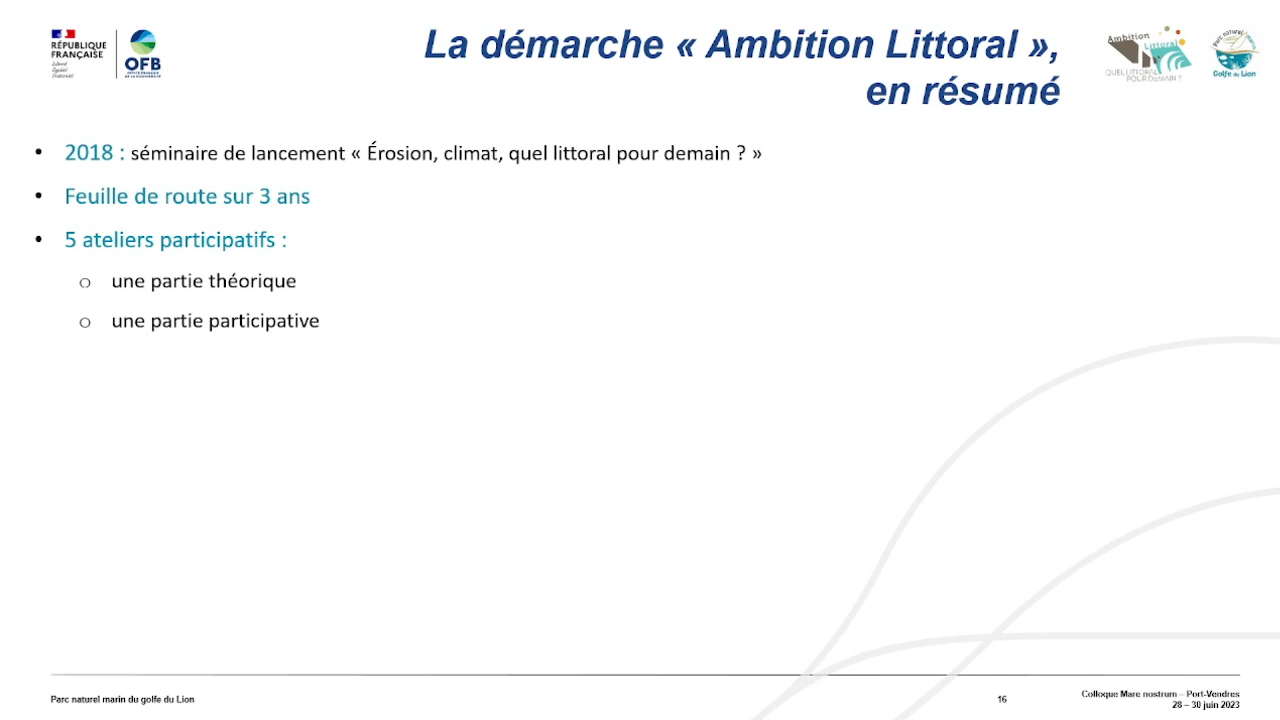 RÉPUBLIQUE
FRANÇAISE
Liberté
Égalité
Fraternité
OFB
OFFICE FRANÇAIS
DE LA BIODIVERSITÉ
La démarche « Ambition Littoral »,
en résumé
Ambition
Littoral
QUEL LITTORAL
POUR DEMAIN ?
Parc naturel marin
Golfe du Lion
• 2018 : séminaire de lancement « Érosion, climat, quel littoral pour demain ? »
• Feuille de route sur 3 ans
• 5 ateliers participatifs :
o une partie théorique
o une partie participative
Parc naturel marin du golfe du Lion
16
Colloque Mare nostrum – Port-Vendres
28 – 30 juin 2023